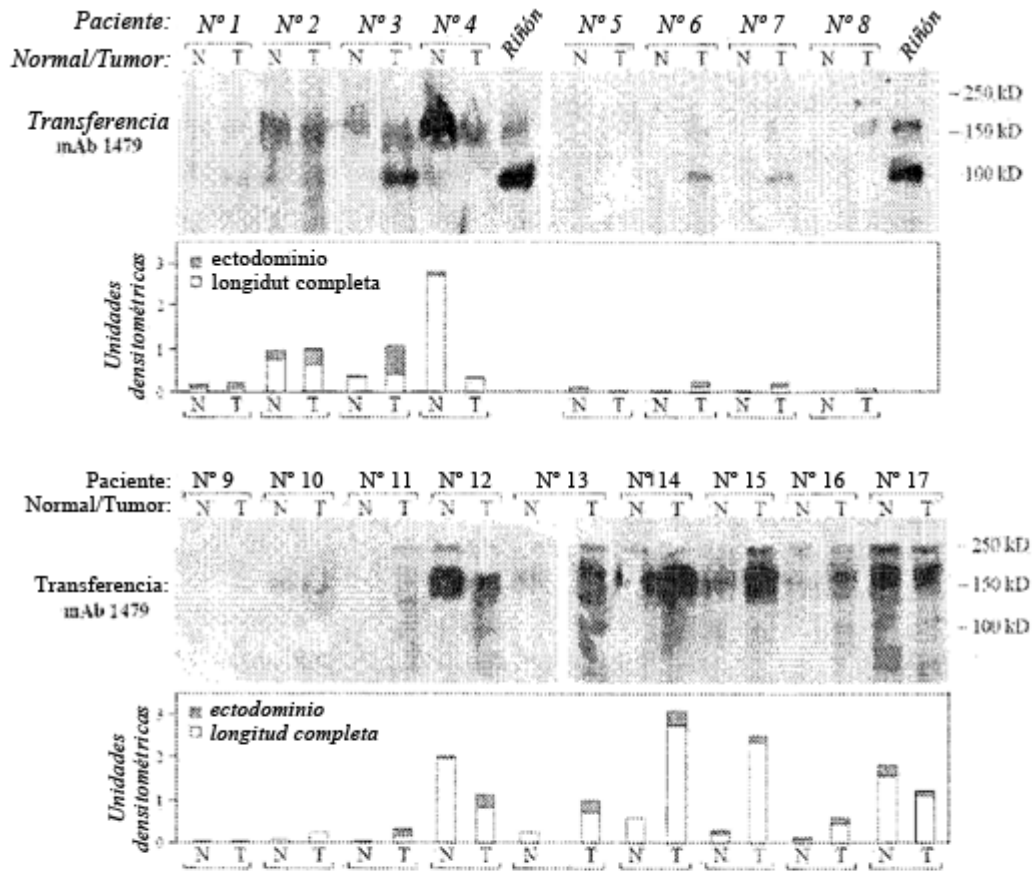 Paciente: Nº 1 Nº 2 Nº 3 Nº 4 Riñón Nº 5 Nº 6 Nº 7 Nº 8 Riñón
Normal/Tumor: N T N T N T N T N T N T N T N T
Transferencia
mAb 1479
– 250 kD
– 150 kD
– 100 kD
Unidades
densitométricas
ectodominio
longidut completa
3
2
1
0
N T N T N T N T N T N T N T N T
Paciente: Nº 9 Nº 10 Nº 11 Nº 12 Nº 13 Nº 14 Nº 15 Nº 16 Nº 17
Normal/Tumor: N T N T N T N T N T N T N T N T N T
Transferencia:
mAb 1479
– 250 kD
– 150 kD
– 100 kD
Unidades
densitométricas
ectodominio
longitud completa
3
2
1
0
N T N T N T N T N T N T N T N T N T